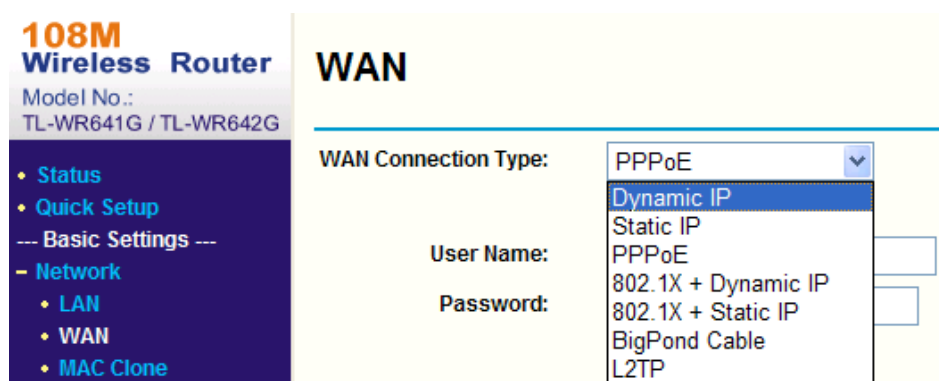 108M
Wireless Router
Model No.:
TL-WR641G / TL-WR642G
• Status
• Quick Setup
--- Basic Settings ---
– Network
• LAN
• WAN
• MAC Clone
WAN
WAN Connection Type:
PPPoE
Dynamic IP
Static IP
PPPoE
802.1X + Dynamic IP
802.1X + Static IP
BigPond Cable
L2TP
User Name:
Password: